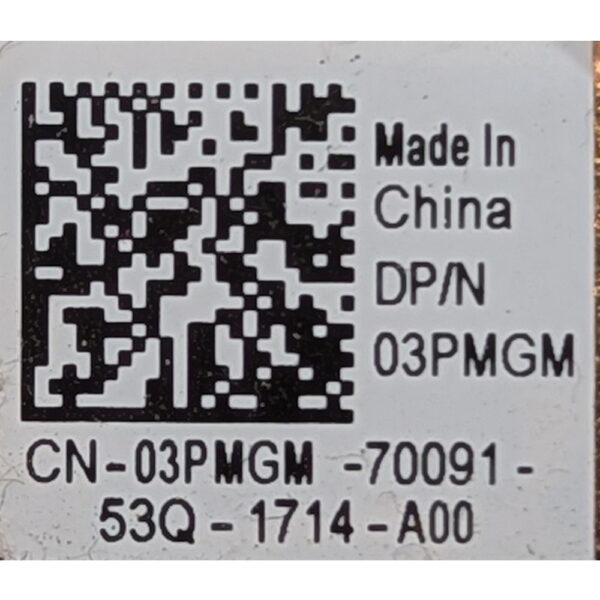 Made In
China
DP/N
03PMGM
CN-03PMGM -70091-
53Q-1714-A00